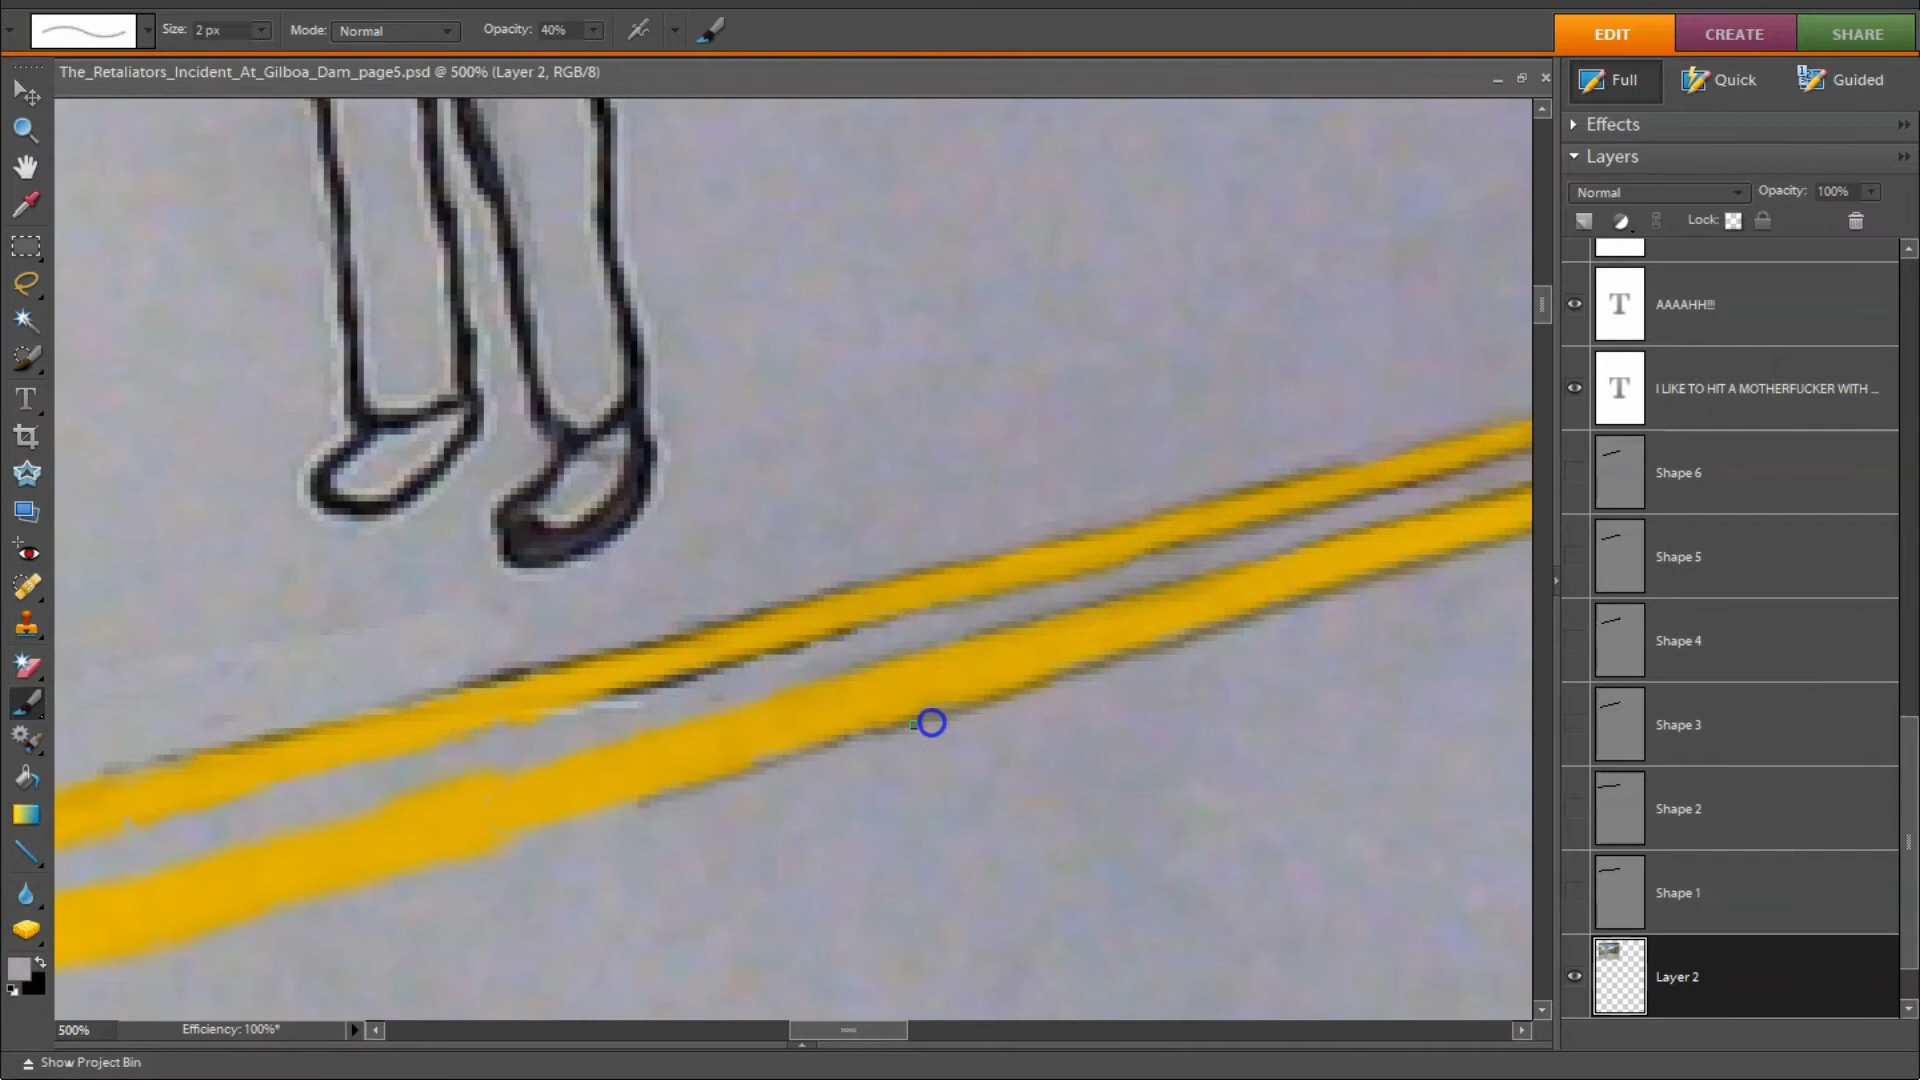 Size: 2 px Mode: Normal Opacity: 40% EDIT CREATE SHARE
The_Retaliators_Incident_At_Gilboa_Dam_page5.psd @ 500% (Layer 2, RGB/8)
Full Quick Guided
Effects
Layers
Normal Opacity: 100%
Lock:
T AAAAHH!!!
T I LIKE TO HIT A MOTHERFUCKER WITH ...
Shape 6
Shape 5
Shape 4
Shape 3
Shape 2
Shape 1
Layer 2
500% Efficiency: 100%*
Show Project Bin